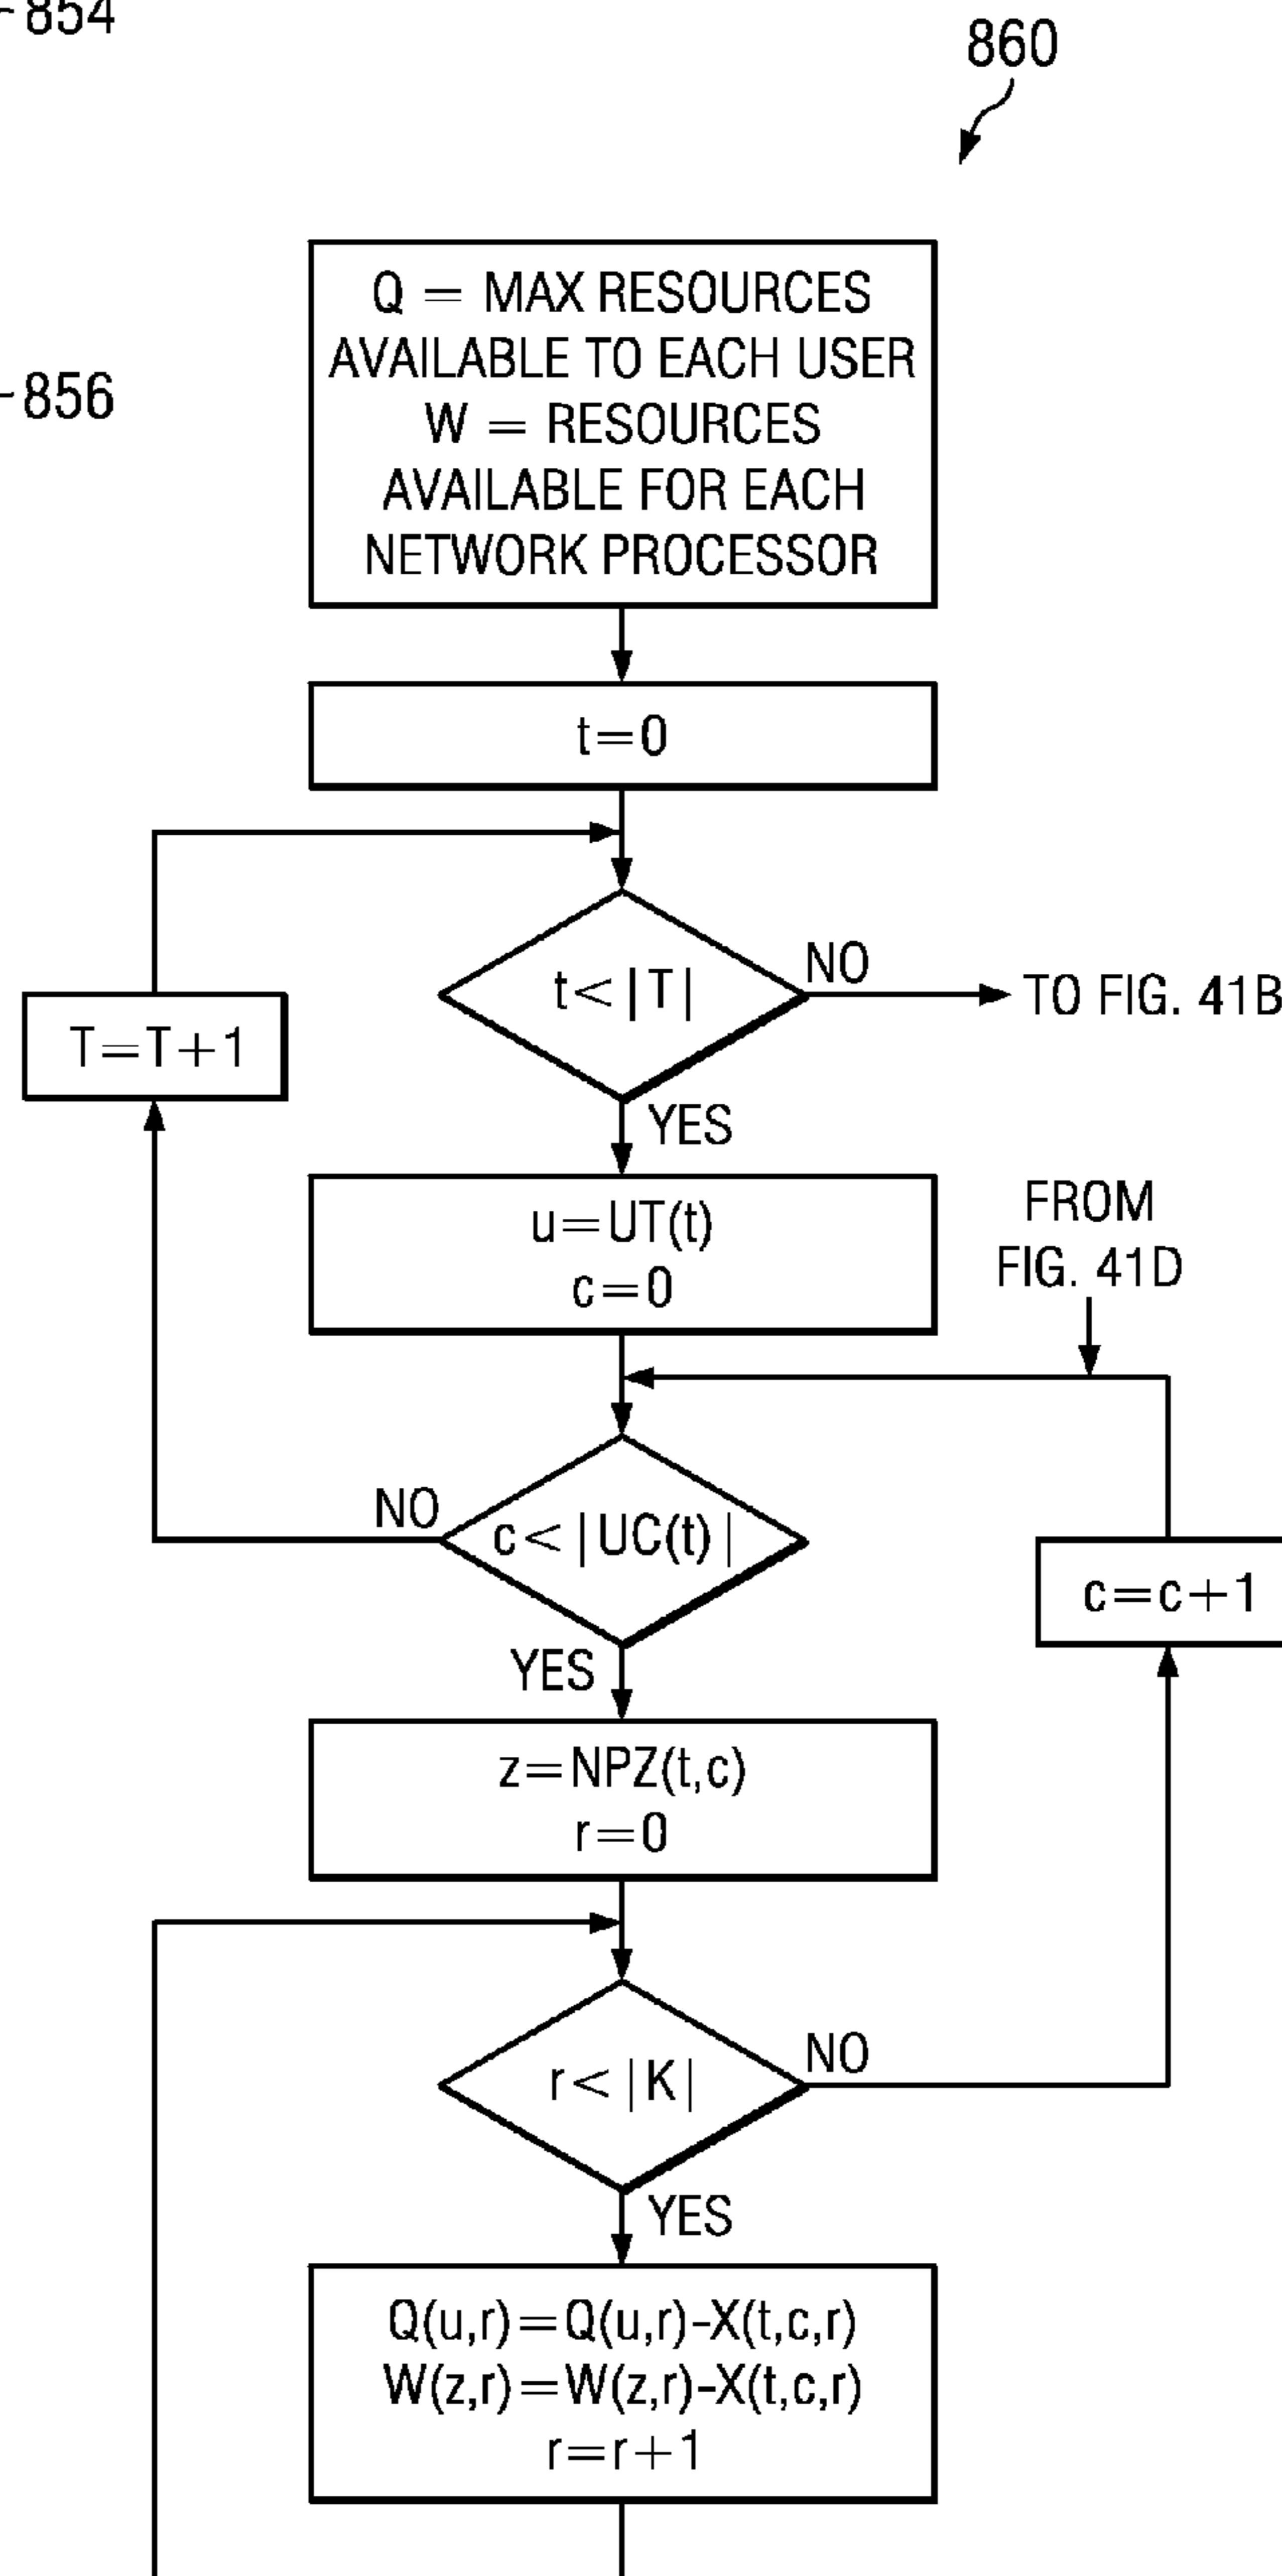 854
860
856
Q = MAX RESOURCES
AVAILABLE TO EACH USER
W = RESOURCES
AVAILABLE FOR EACH
NETWORK PROCESSOR
t=0
t<|T|
NO
TO FIG. 41B
T=T+1
YES
u=UT(t)
c=0
FROM
FIG. 41D
NO
c<|UC(t)|
c=c+1
YES
z=NPZ(t,c)
r=0
r<|K|
NO
YES
Q(u,r)=Q(u,r)-X(t,c,r)
W(z,r)=W(z,r)-X(t,c,r)
r=r+1